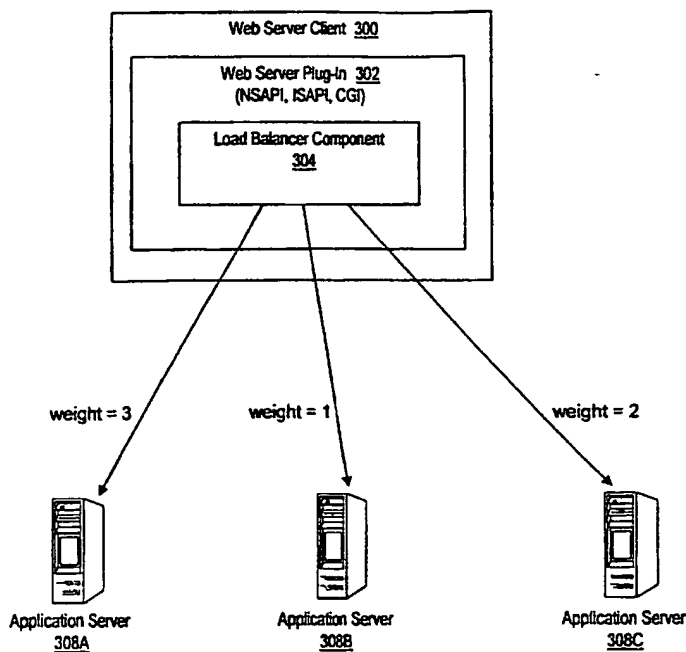 Web Server Client 300
Web Server Plug-In 302
(NSAPI, ISAPI, CGI)
Load Balancer Component
304
weight = 3
weight = 1
weight = 2
Application Server
308A
Application Server
308B
Application Server
308C